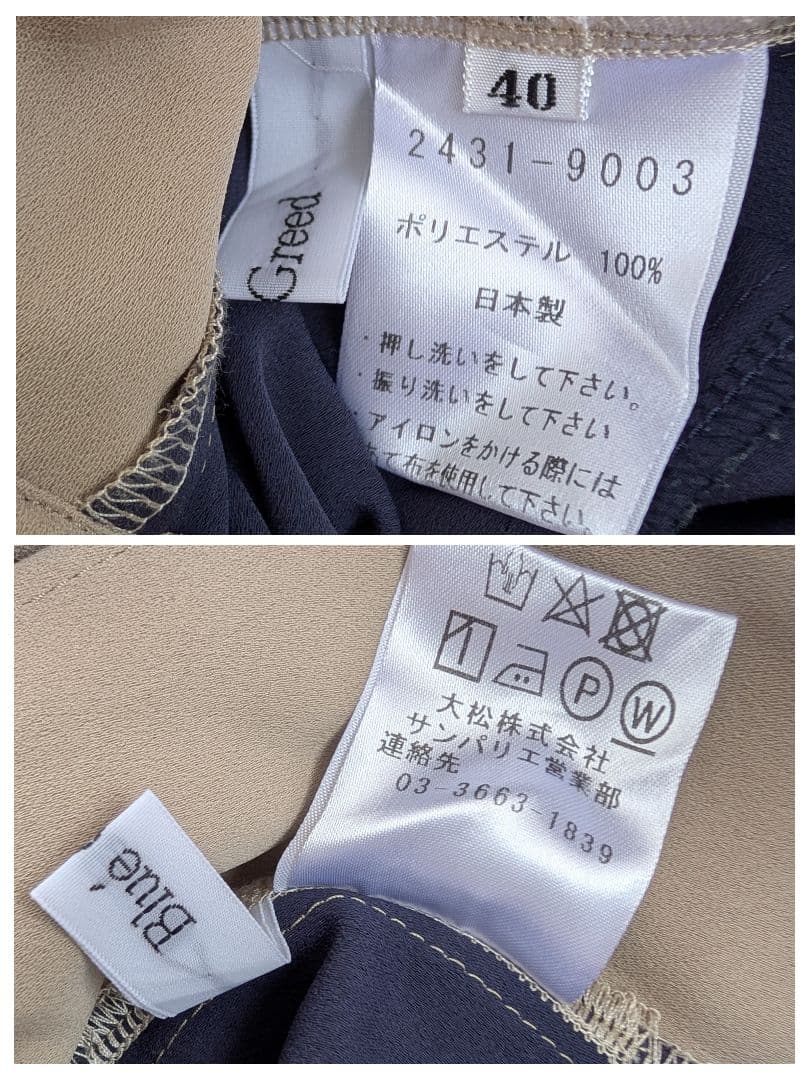 40
Greed
2431-9003
ポリエステル 100%
日本製
・押し洗いをして下さい。
・振り洗いをして下さい
・アイロンをかける際には
あて布を使用して下さい。
P
W
大松株式会社
サンパリエ営業部
連絡先
03-3663-1839
Blué